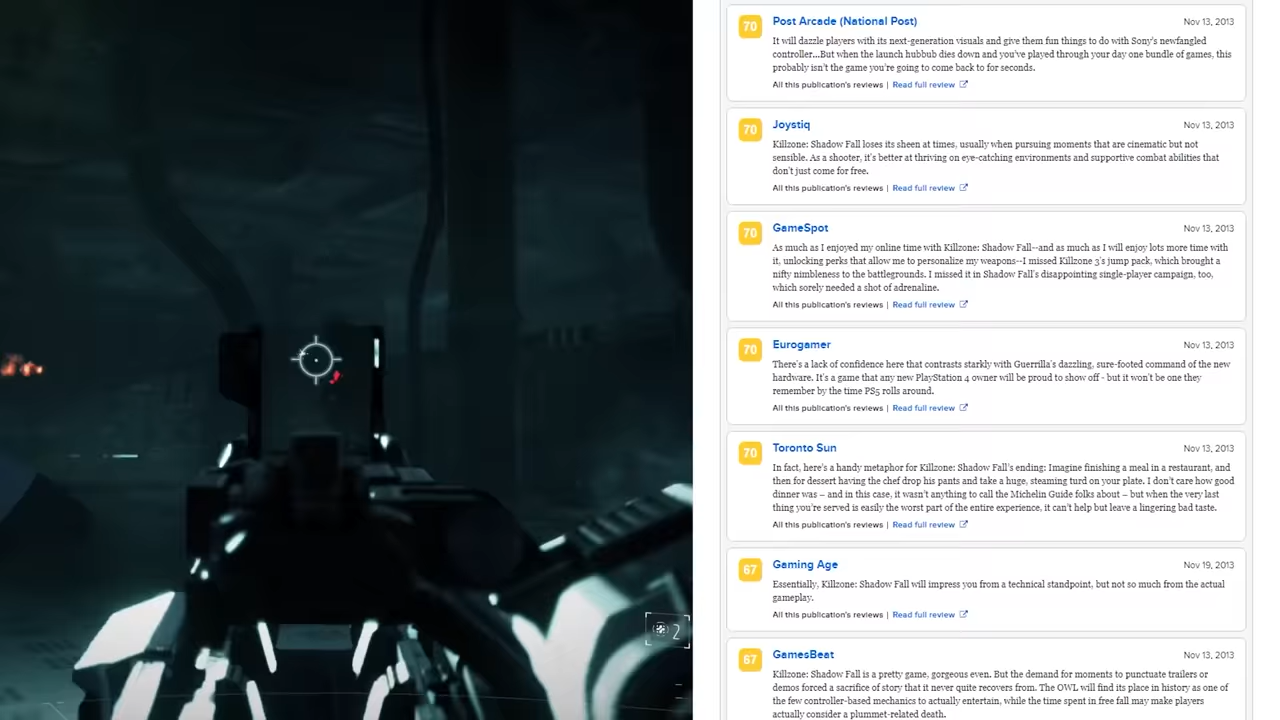 2
70 Post Arcade (National Post) Nov 13, 2013
It will dazzle players with its next-generation visuals and give them fun things to do with Sony's newfangled
controller...But when the launch hubbub dies down and you've played through your day one bundle of games, this
probably isn't the game you're going to come back to for seconds.
All this publication's reviews | Read full review
70 Joystiq Nov 13, 2013
Killzone: Shadow Fall loses its sheen at times, usually when pursuing moments that are cinematic but not
sensible. As a shooter, it's better at thriving on eye-catching environments and supportive combat abilities that
don't just come for free.
All this publication's reviews | Read full review
70 GameSpot Nov 13, 2013
As much as I enjoyed my online time with Killzone: Shadow Fall--and as much as I will enjoy lots more time with
it, unlocking perks that allow me to personalize my weapons--I missed Killzone 3's jump pack, which brought a
nifty nimbleness to the battlegrounds. I missed it in Shadow Fall's disappointing single-player campaign, too,
which sorely needed a shot of adrenaline.
All this publication's reviews | Read full review
70 Eurogamer Nov 13, 2013
There's a lack of confidence here that contrasts starkly with Guerrilla's dazzling, sure-footed command of the new
hardware. It's a game that any new PlayStation 4 owner will be proud to show off - but it won't be one they
remember by the time PS5 rolls around.
All this publication's reviews | Read full review
70 Toronto Sun Nov 13, 2013
In fact, here's a handy metaphor for Killzone: Shadow Fall's ending: Imagine finishing a meal in a restaurant, and
then for dessert having the chef drop his pants and take a huge, steaming turd on your plate. I don't care how good
dinner was – and in this case, it wasn't anything to call the Michelin Guide folks about – but when the very last
thing you're served is easily the worst part of the entire experience, it can't help but leave a lingering bad taste.
All this publication's reviews | Read full review
67 Gaming Age Nov 19, 2013
Essentially, Killzone: Shadow Fall will impress you from a technical standpoint, but not so much from the actual
gameplay.
All this publication's reviews | Read full review
67 GamesBeat Nov 13, 2013
Killzone: Shadow Fall is a pretty game, gorgeous even. But the demand for moments to punctuate trailers or
demos forced a sacrifice of story that it never quite recovers from. The OWL will find its place in history as one of
the few controller-based mechanics to actually entertain, while the time spent in free fall may make players
actually consider a plummet-related death.